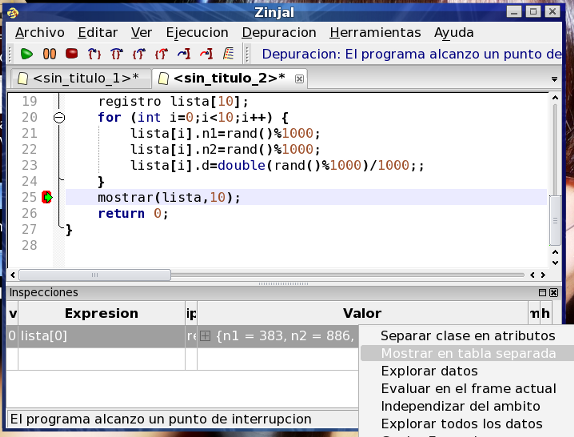 Zinjal
Archivo Editar Ver Ejecucion Depuracion Herramientas Ayuda
Depuracion: El programa alcanzo un punto de
<sin_titulo_1>* <sin_titulo_2>*
19 registro lista[10];
20 for (int i=0;i<10;i++) {
21 lista[i].n1=rand()%1000;
22 lista[i].n2=rand()%1000;
23 lista[i].d=double(rand()%1000)/1000;;
24 }
25 mostrar(lista,10);
26 return 0;
27 }
28
Inspecciones
v Expresion ip Valor m h
0 lista[0] re {n1 = 383, n2 = 886,
Separar clase en atributos
Mostrar en tabla separada
Explorar datos
Evaluar en el frame actual
Independizar del ambito
Explorar todos los datos
El programa alcanzo un punto de interrupcion